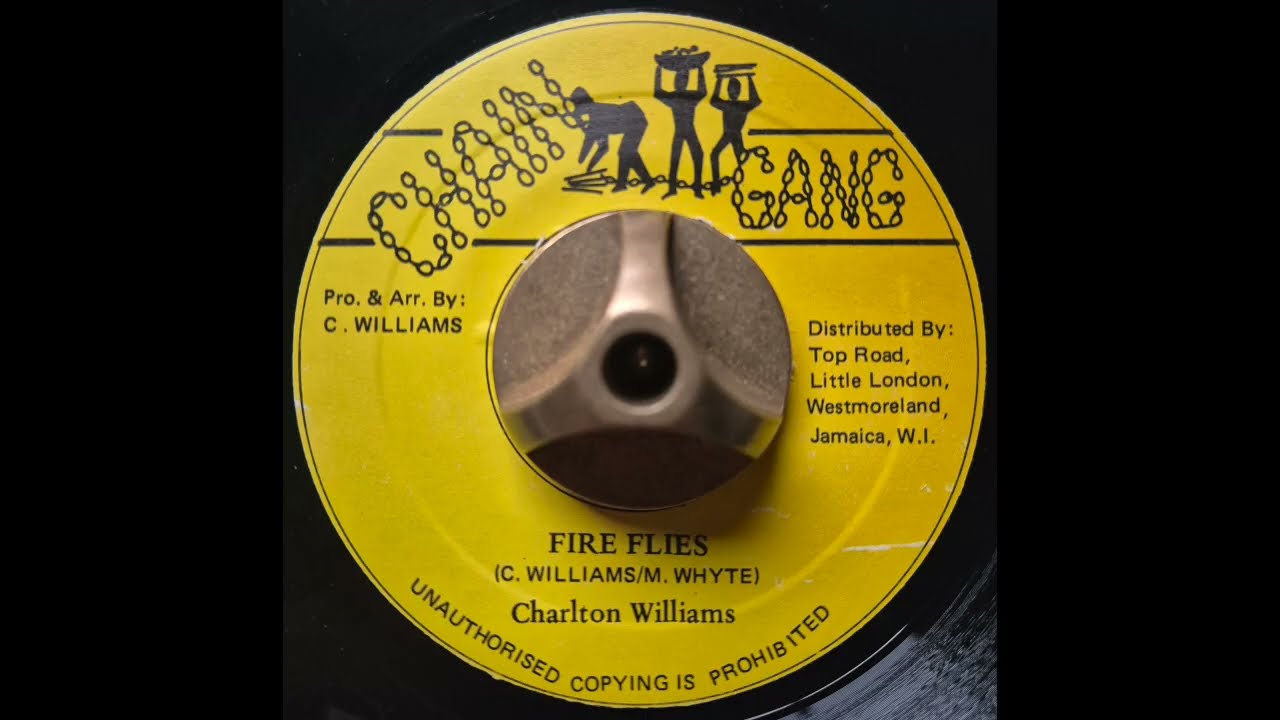 CHAIN GANG
Pro. & Arr. By:
C. WILLIAMS
Distributed By:
Top Road,
Little London,
Westmoreland,
Jamaica, W.I.
FIRE FLIES
(C. WILLIAMS/M. WHYTE)
Charlton Williams
UNAUTHORISED COPYING IS PROHIBITED